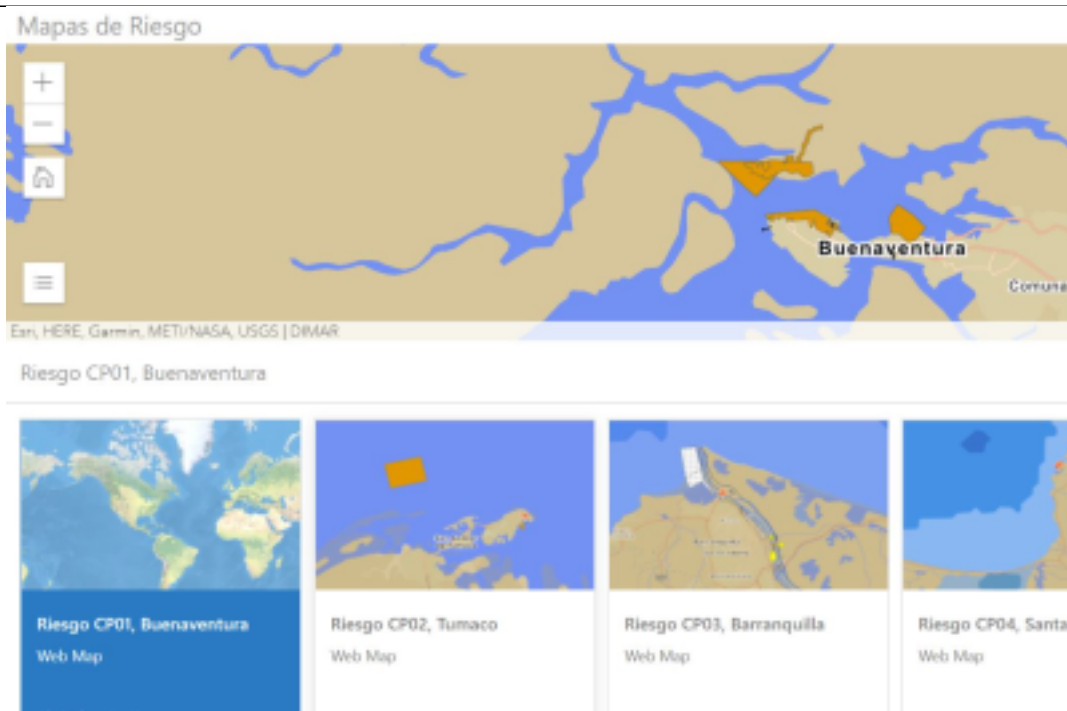 Mapas de Riesgo
Buenaventura
Comuna
Esri, HERE, Garmin, METI/NASA, USGS | DIMAR
Riesgo CP01, Buenaventura
Riesgo CP01, Buenaventura
Web Map
Riesgo CP02, Tumaco
Web Map
Riesgo CP03, Barranquilla
Web Map
Riesgo CP04, Santa
Web Map